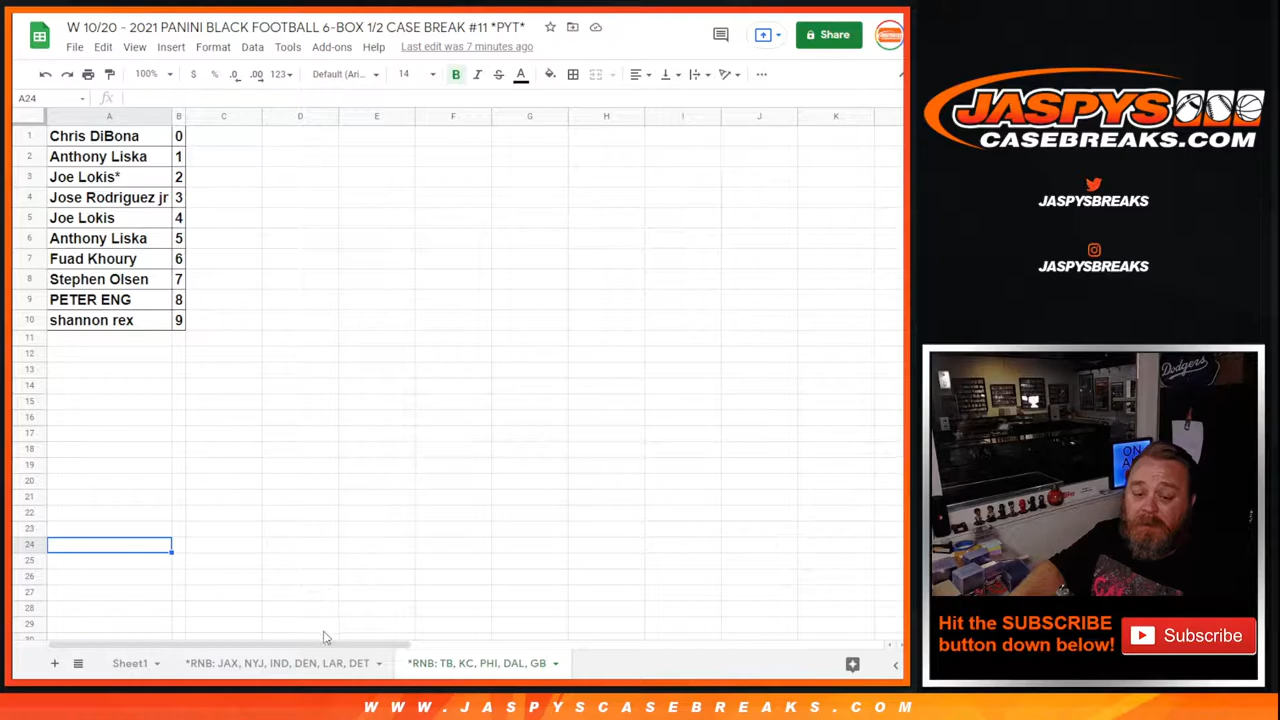 W 10/20 - 2021 PANINI BLACK FOOTBALL 6-BOX 1/2 CASE BREAK #11 *PYT*
File Edit View Insert Format Data Tools Add-ons Help Last edit was 7 minutes ago
Share
100% $ % .0 .00 123 Default (Ari... 14 B I S A
A24 fx
A B C D E F G H I J K
1 Chris DiBona 0
2 Anthony Liska 1
3 Joe Lokis* 2
4 Jose Rodriguez jr 3
5 Joe Lokis 4
6 Anthony Liska 5
7 Fuad Khoury 6
8 Stephen Olsen 7
9 PETER ENG 8
10 shannon rex 9
11
12
13
14
15
16
17
18
19
20
21
22
23
24
25
26
27
28
29
Sheet1 *RNB: JAX, NYJ, IND, DEN, LAR, DET *RNB: TB, KC, PHI, DAL, GB
JASPYS
CASEBREAKS.COM
JASPYSBREAKS
JASPYSBREAKS
Dodgers
ON
Hit the SUBSCRIBE
button down below!
Subscribe
WWW.JASPYSCASEBREAKS.COM